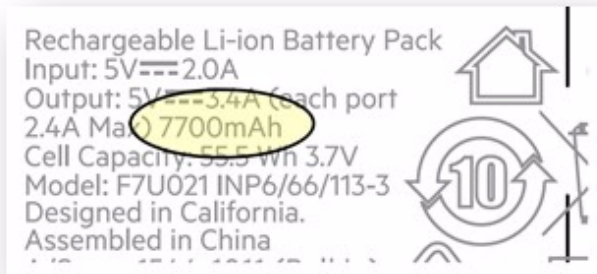 Rechargeable Li-ion Battery Pack
Input: 5V⎓2.0A
Output: 5V⎓3.4A (each port
2.4A Max) 7700mAh
Cell Capacity: 55.5 Wh 3.7V
Model: F7U021 INP6/66/113-3
Designed in California.
Assembled in China
10